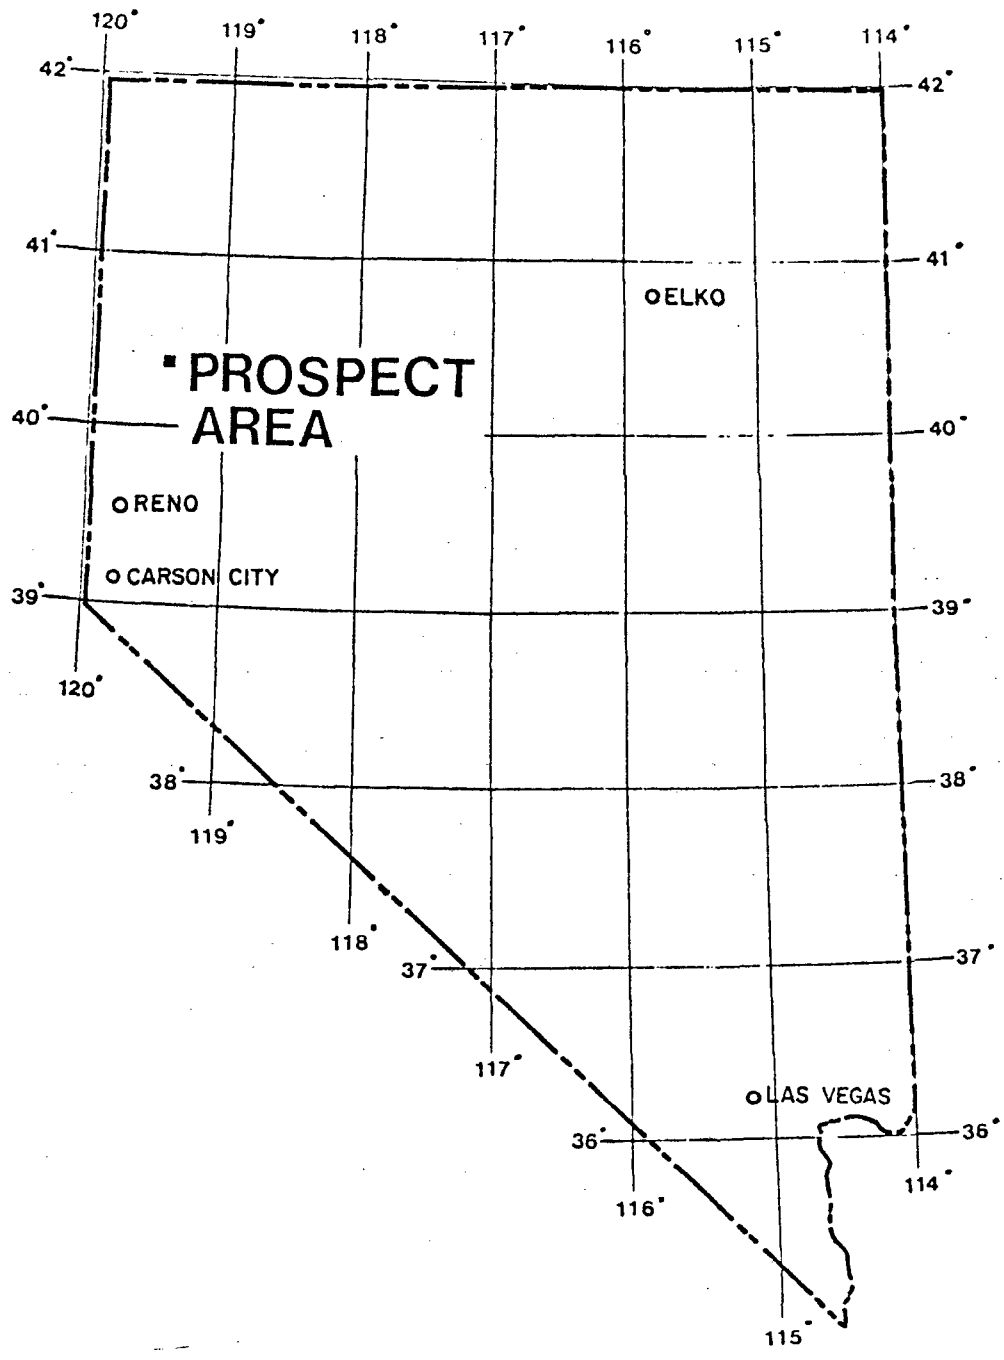 120° 119° 118° 117° 116° 115° 114°
42° 42°
41° 41°
ELKO
PROSPECT
AREA
40° 40°
RENO
CARSON CITY
39° 39°
120°
38° 38°
119°
118°
37° 37°
117°
LAS VEGAS
36° 36°
114°
116°
115°